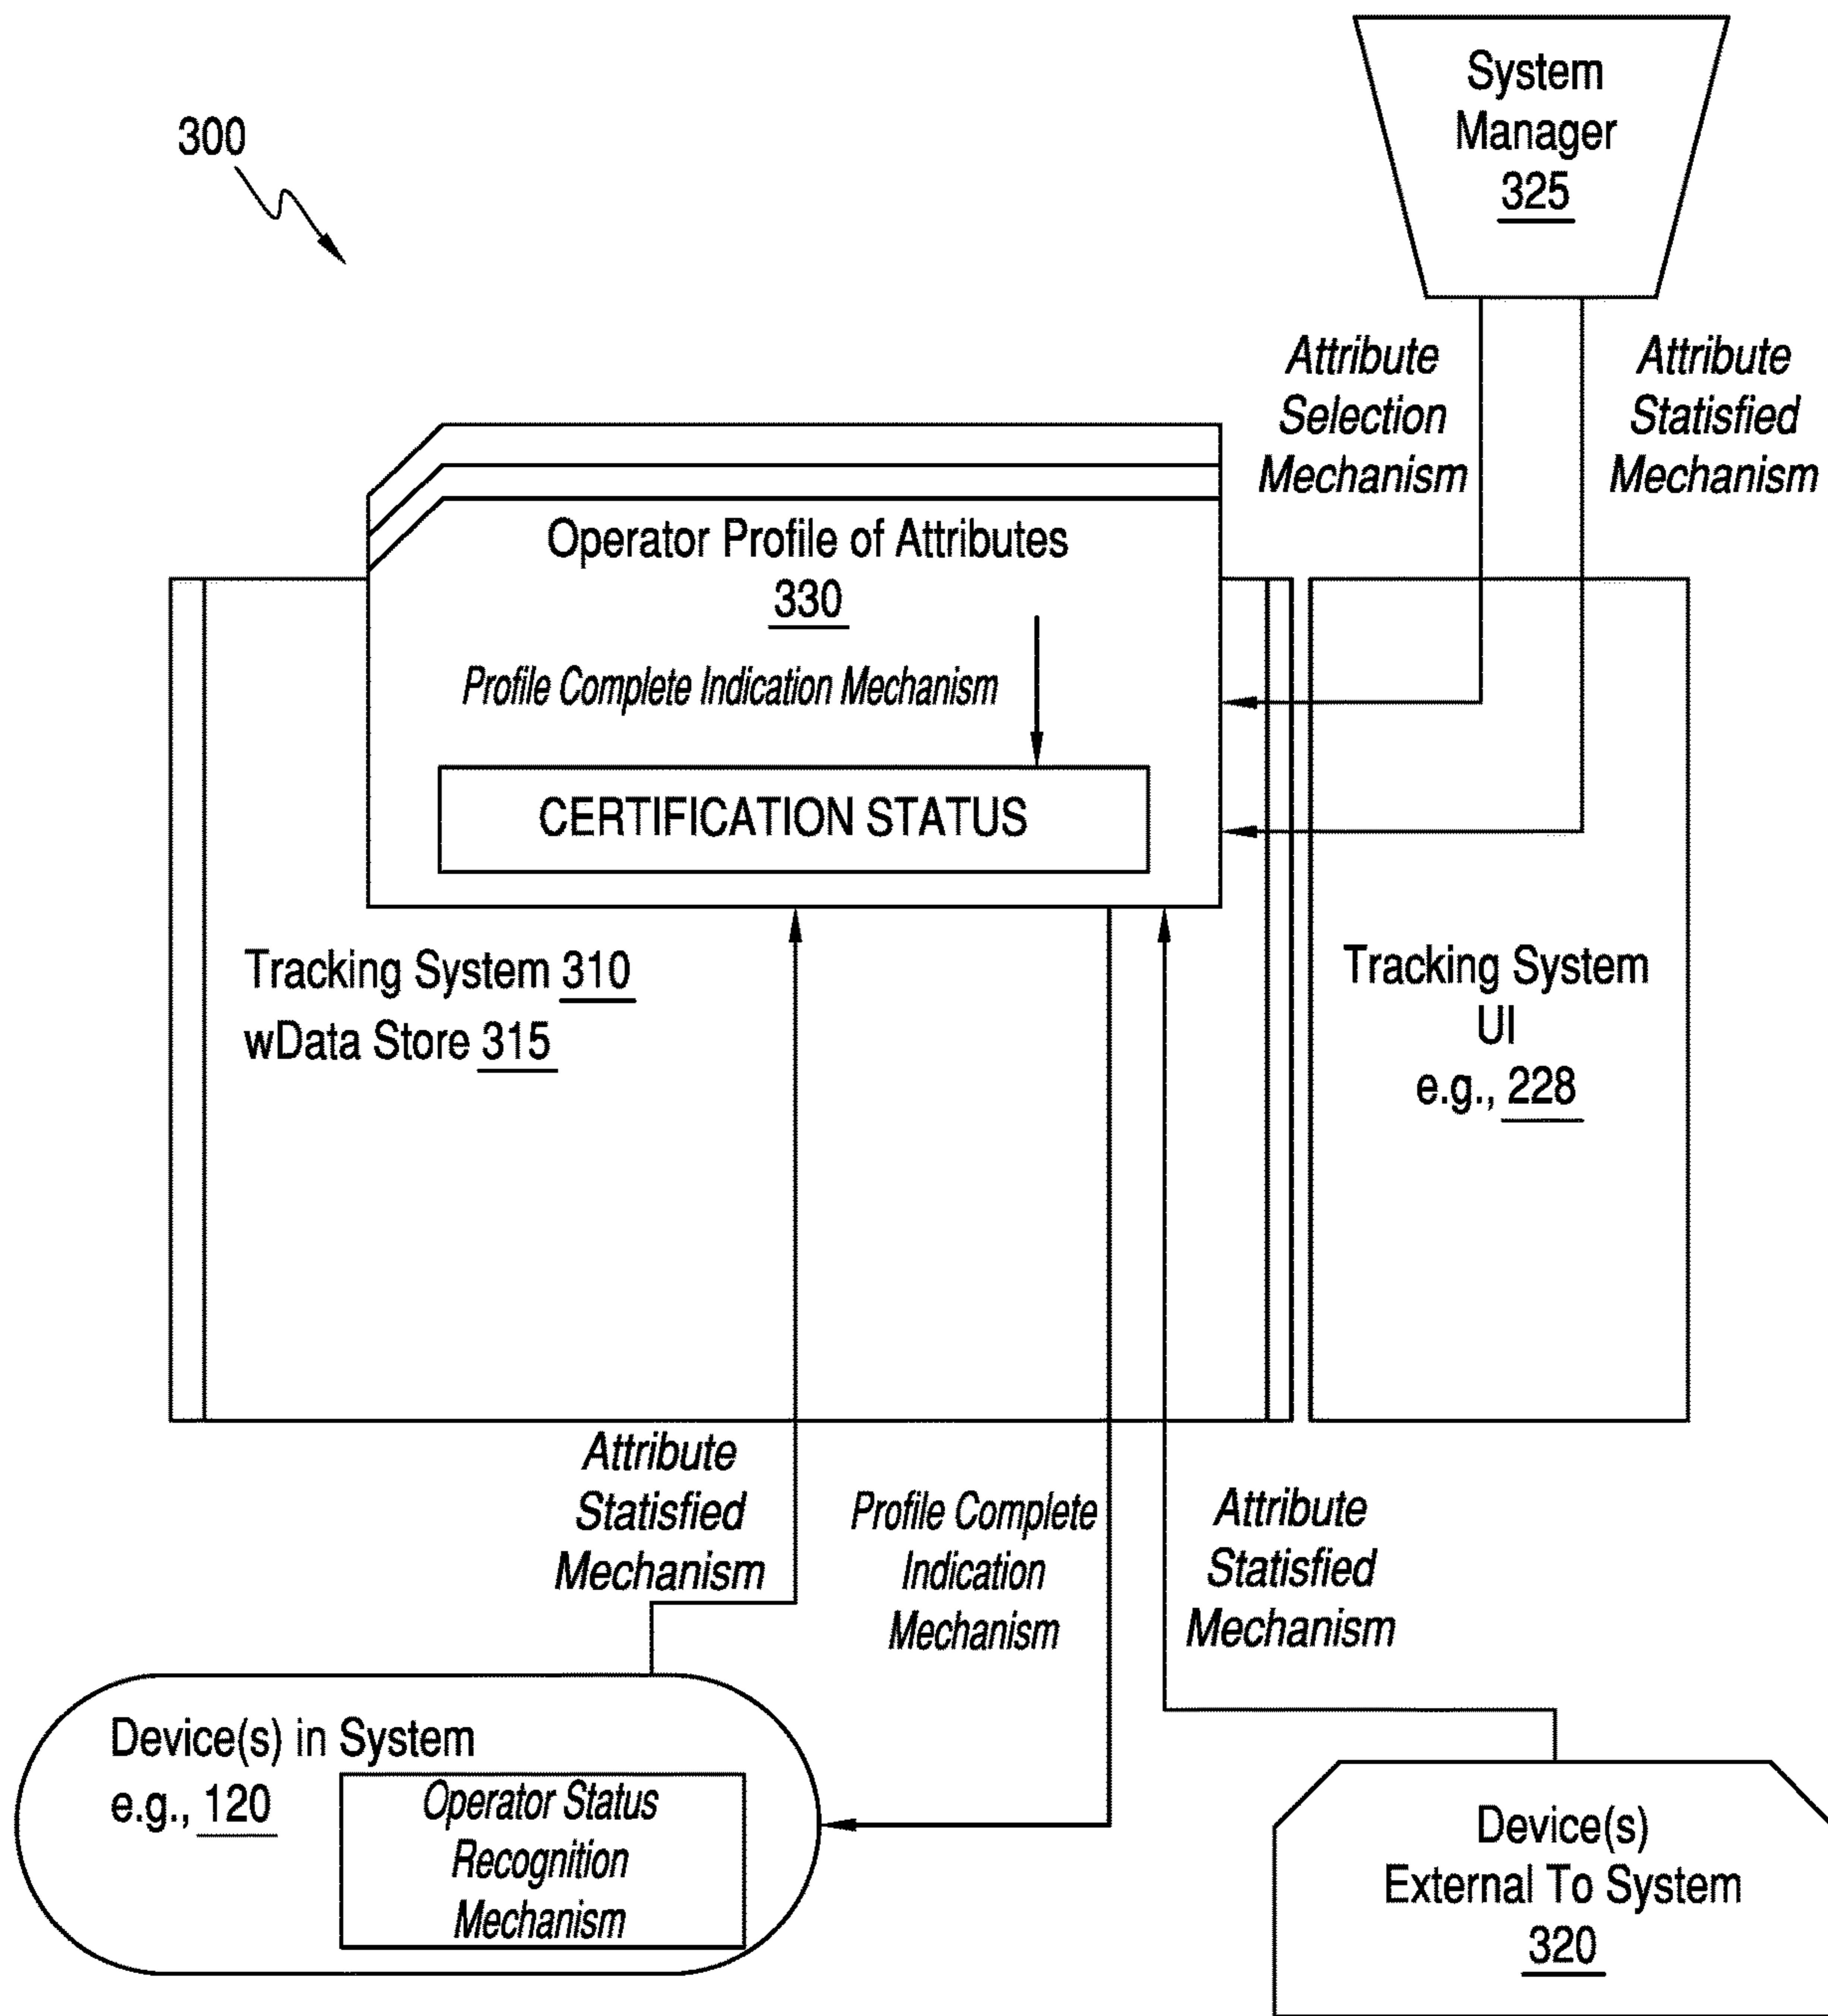 300
System
Manager
325
Attribute
Selection
Mechanism
Attribute
Statisfied
Mechanism
Operator Profile of Attributes
330
Profile Complete Indication Mechanism
CERTIFICATION STATUS
Tracking System 310
wData Store 315
Tracking System
UI
e.g., 228
Attribute
Statisfied
Mechanism
Profile Complete
Indication
Mechanism
Attribute
Statisfied
Mechanism
Device(s) in System
e.g., 120
Operator Status
Recognition
Mechanism
Device(s)
External To System
320